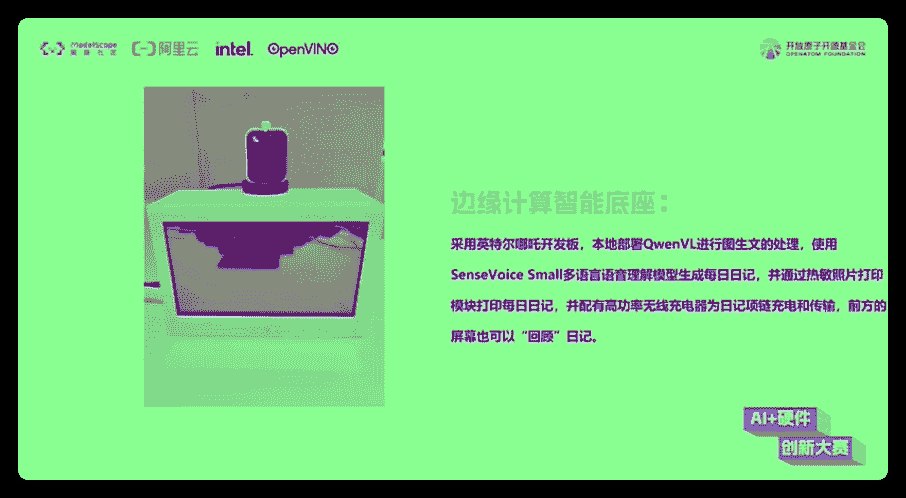 ModelScope
魔搭社区
阿里云
intel.
OpenVINO
开放原子开源基金会
OPENATOM FOUNDATION
边缘计算智能底座：
采用英特尔哪吒开发板，本地部署QwenVL进行图生文的处理，使用
SenseVoice Small多语言语音理解模型生成每日日记，并通过热敏照片打印
模块打印每日日记，并配有高功率无线充电器为日记项链充电和传输，前方的
屏幕也可以“回顾”日记。
AI+硬件
创新大赛